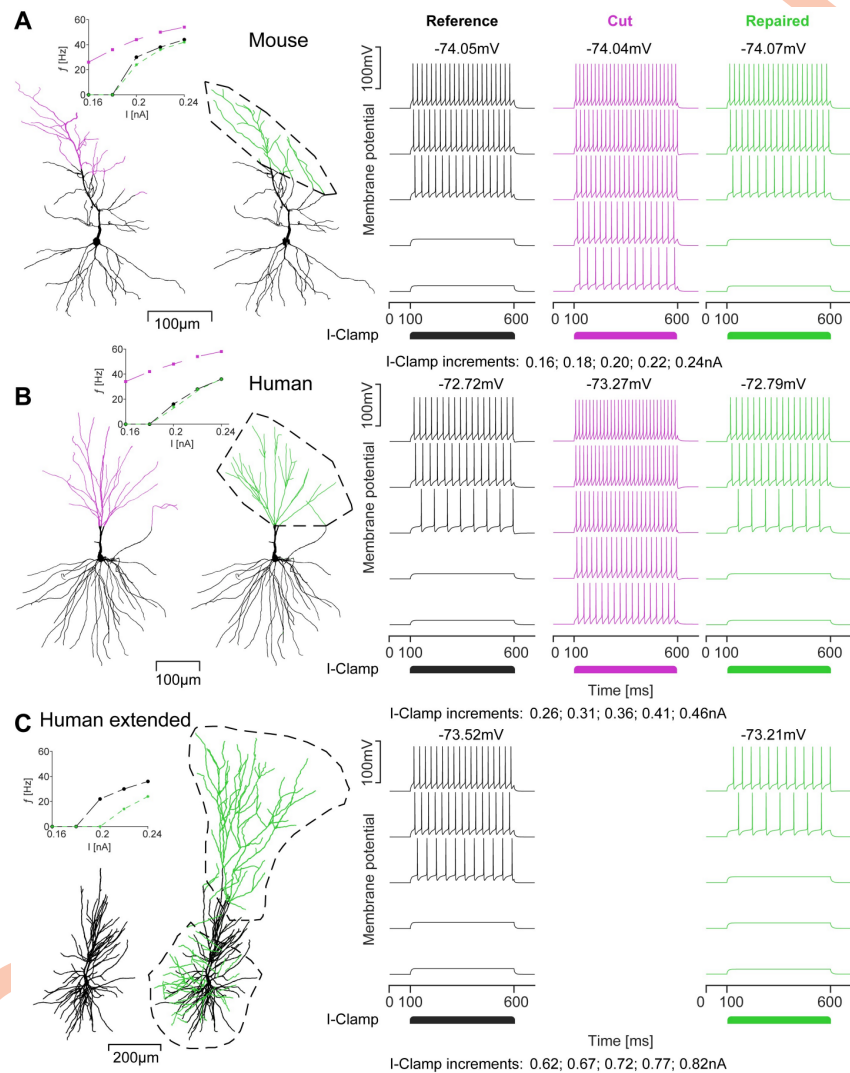 A
Mouse
f [Hz]
60
40
20
0
0.16
0.2
0.24
I [nA]
100µm
Reference
Cut
Repaired
-74.05mV
-74.04mV
-74.07mV
100mV
Membrane potential
0 100 600
0 100 600
0 100 600
I-Clamp
I-Clamp increments: 0.16; 0.18; 0.20; 0.22; 0.24nA
B
Human
f [Hz]
60
40
20
0
0.16
0.2
0.24
I [nA]
100µm
-72.72mV
-73.27mV
-72.79mV
100mV
Membrane potential
0 100 600
0 100 600
0 100 600
I-Clamp
Time [ms]
I-Clamp increments: 0.26; 0.31; 0.36; 0.41; 0.46nA
C
Human extended
f [Hz]
60
40
20
0
0.16
0.2
0.24
I [nA]
200µm
-73.52mV
-73.21mV
100mV
Membrane potential
0 100 600
0 100 600
I-Clamp
Time [ms]
I-Clamp increments: 0.62; 0.67; 0.72; 0.77; 0.82nA